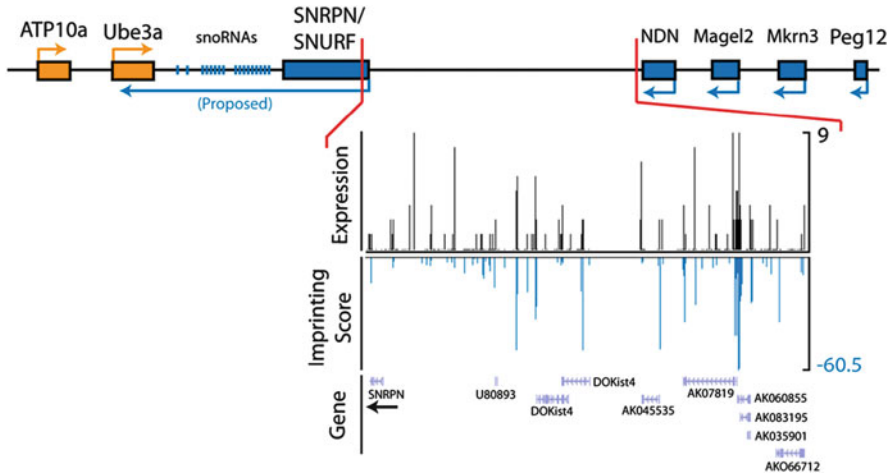 ATP10a
Ube3a
snoRNAs
SNRPN/
SNURF
NDN
Magel2
Mkrn3
Peg12
(Proposed)
Expression
9
Imprinting
Score
-60.5
Gene
SNRPN
U80893
DOKist4
DOKist4
AK045535
AK07819
AK060855
AK083195
AK035901
AKO66712